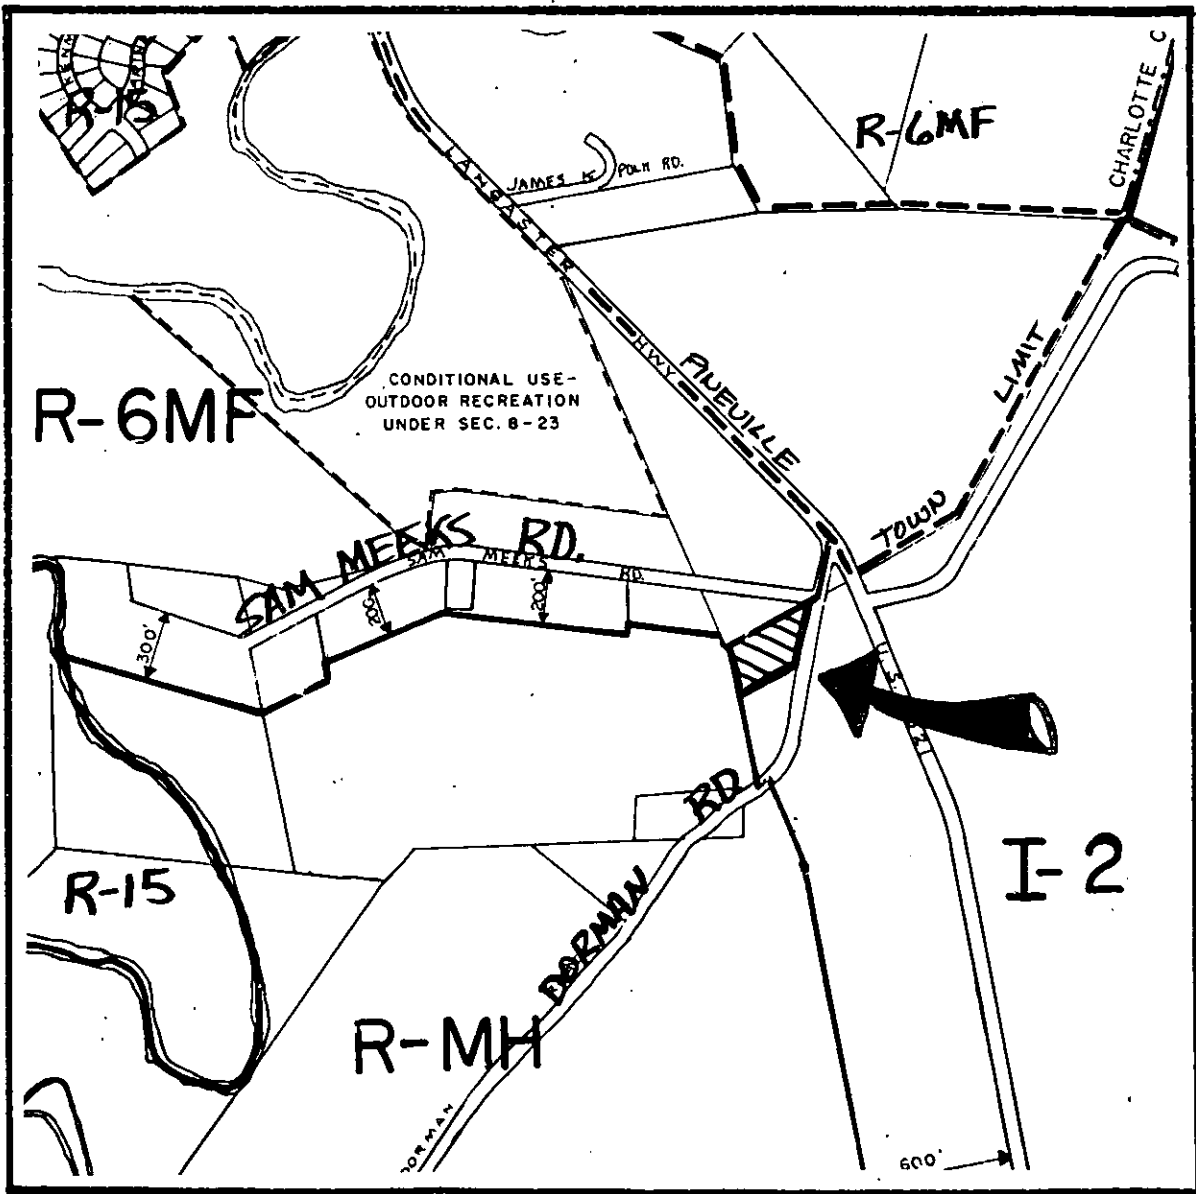 R-15
R-6MF
CHARLOTTE C
LANCASTER
JAMES K POLK RD.
HWY
PINEVILLE
LIMIT
TOWN
R-6MF
CONDITIONAL USE-
OUTDOOR RECREATION
UNDER SEC. 8-23
SAM MEEKS RD.
SAM MEEKS RD.
300'
200'
200'
U.S. 521
RD
DORMAN
R-15
I-2
R-MH
DORMAN
600'